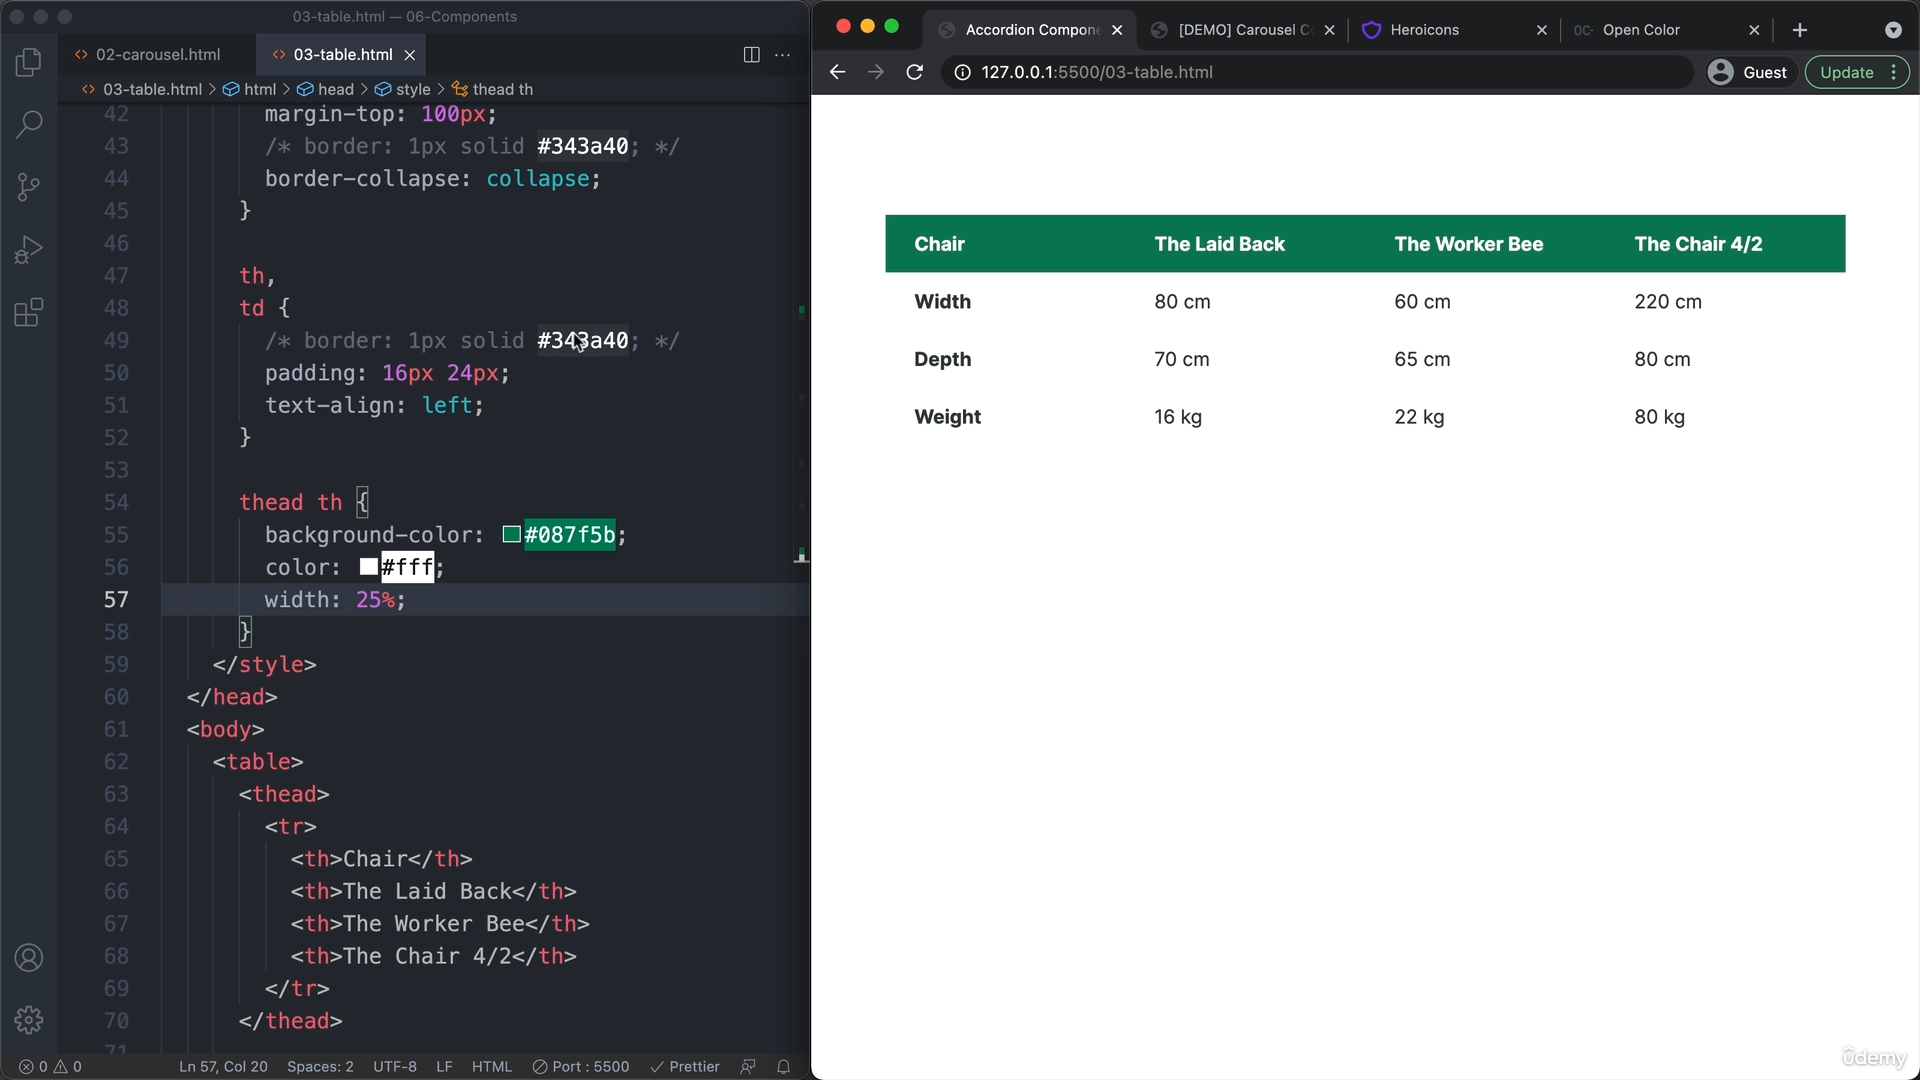 03-table.html — 06-Components
02-carousel.html
03-table.html
03-table.html > html > head > style > thead th
42 margin-top: 100px;
43 /* border: 1px solid #343a40; */
44 border-collapse: collapse;
45 }
46
47 th,
48 td {
49 /* border: 1px solid #343a40; */
50 padding: 16px 24px;
51 text-align: left;
52 }
53
54 thead th {
55 background-color: #087f5b;
56 color: #fff;
57 width: 25%;
58 }
59 </style>
60 </head>
61 <body>
62 <table>
63 <thead>
64 <tr>
65 <th>Chair</th>
66 <th>The Laid Back</th>
67 <th>The Worker Bee</th>
68 <th>The Chair 4/2</th>
69 </tr>
70 </thead>
71
0 0 Ln 57, Col 20 Spaces: 2 UTF-8 LF HTML Port : 5500 Prettier
Accordion Compone [DEMO] Carousel C Heroicons Open Color
127.0.0.1:5500/03-table.html Guest Update
Chair The Laid Back The Worker Bee The Chair 4/2
Width 80 cm 60 cm 220 cm
Depth 70 cm 65 cm 80 cm
Weight 16 kg 22 kg 80 kg
ûdemy